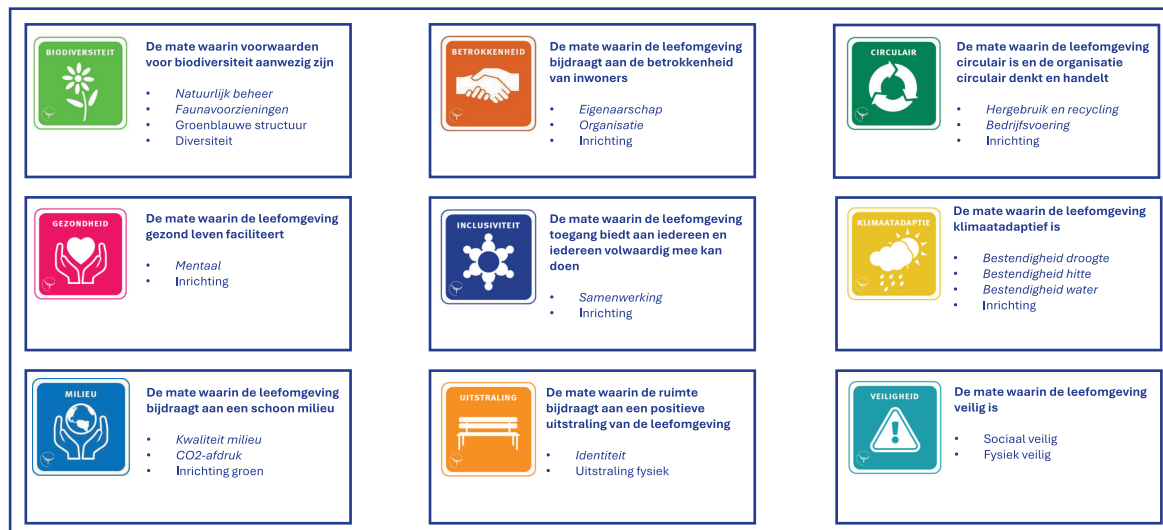 BIODIVERSITEIT
De mate waarin voorwaarden
voor biodiversiteit aanwezig zijn
• Natuurlijk beheer
• Faunavoorzieningen
• Groenblauwe structuur
• Diversiteit
BETROKKENHEID
De mate waarin de leefomgeving
bijdraagt aan de betrokkenheid
van inwoners
• Eigenaarschap
• Organisatie
• Inrichting
CIRCULAIR
De mate waarin de leefomgeving
circulair is en de organisatie
circulair denkt en handelt
• Hergebruik en recycling
• Bedrijfsvoering
• Inrichting
GEZONDHEID
De mate waarin de leefomgeving
gezond leven faciliteert
• Mentaal
• Inrichting
INCLUSIVITEIT
De mate waarin de leefomgeving
toegang biedt aan iedereen en
iedereen volwaardig mee kan
doen
• Samenwerking
• Inrichting
KLIMAATADAPTIE
De mate waarin de leefomgeving
klimaatadaptief is
• Bestendigheid droogte
• Bestendigheid hitte
• Bestendigheid water
• Inrichting
MILIEU
De mate waarin de leefomgeving
bijdraagt aan een schoon milieu
• Kwaliteit milieu
• CO2-afdruk
• Inrichting groen
UITSTRALING
De mate waarin de ruimte
bijdraagt aan een positieve
uitstraling van de leefomgeving
• Identiteit
• Uitstraling fysiek
VEILIGHEID
De mate waarin de leefomgeving
veilig is
• Sociaal veilig
• Fysiek veilig